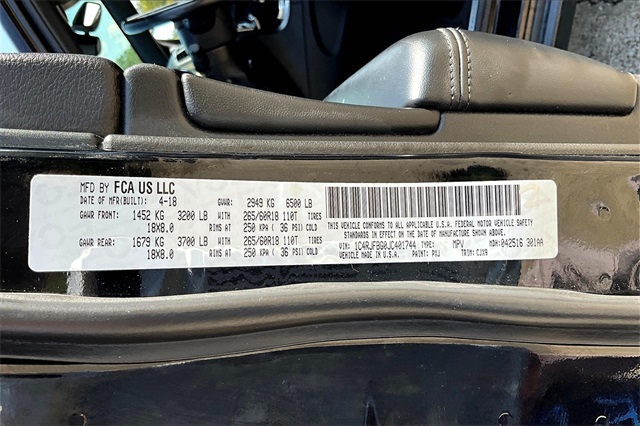 MFD BY FCA US LLC
DATE OF MFR(BUILT): 4-18 GVWR: 2949 KG 6500 LB
GAWR FRONT: 1452 KG 3200 LB 265/60R18 110T TIRES
18X8.0 RIMS AT 250 KPA ( 36 PSI) COLD
GAWR REAR: 1679 KG 3700 LB 265/60R18 110T TIRES
18X8.0 RIMS AT 250 KPA ( 36 PSI) COLD
THIS VEHICLE CONFORMS TO ALL APPLICABLE U.S.A. FEDERAL MOTOR VEHICLE SAFETY
STANDARDS IN EFFECT ON THE DATE OF MANUFACTURE SHOWN ABOVE.
VIN: 1C4RJFBG0JC401744 TYPE: MPV MDH: 042516 301AA
VEHICLE MADE IN U.S.A. PAINT: PXJ TRIM: CJX9